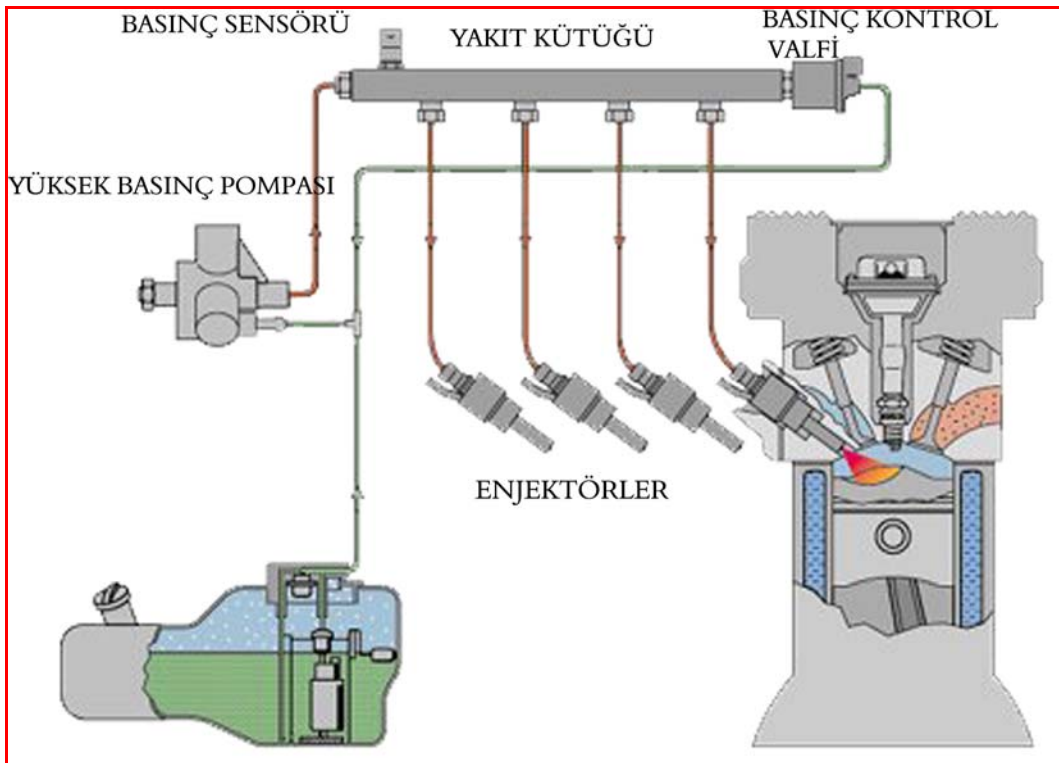 BASINÇ SENSÖRÜ
YAKIT KÜTÜĞÜ
BASINÇ KONTROL
VALFİ
YÜKSEK BASINÇ POMPASI
ENJEKTÖRLER